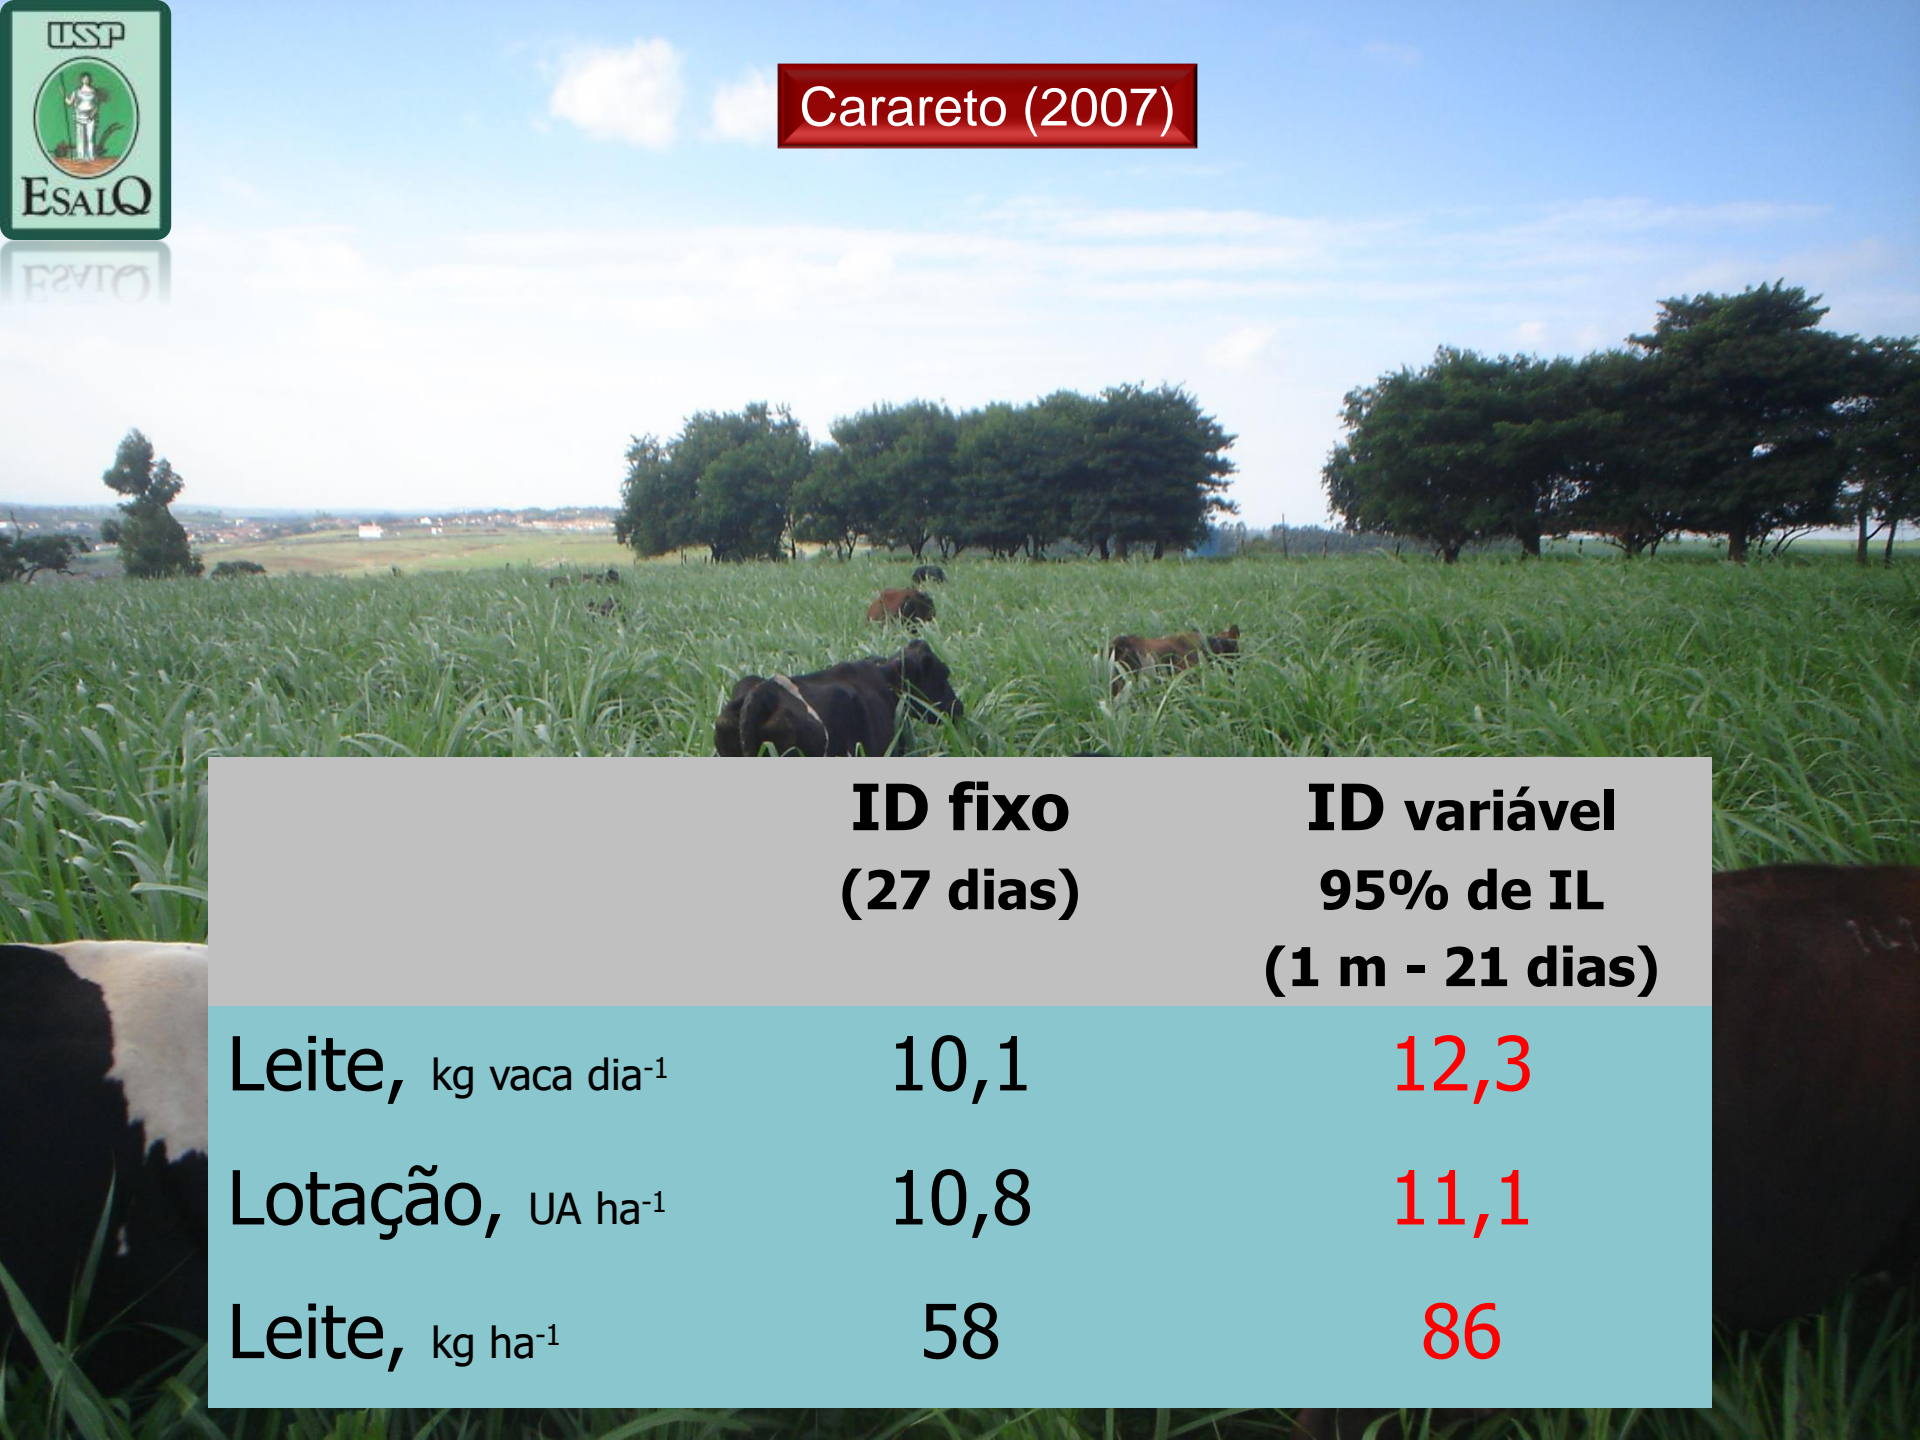 USP
ESALQ
Carareto (2007)
ID fixo ID variável
(27 dias) 95% de IL
(1 m - 21 dias)
Leite, kg vaca dia-1 10,1 12,3
Lotação, UA ha-1 10,8 11,1
Leite, kg ha-1 58 86